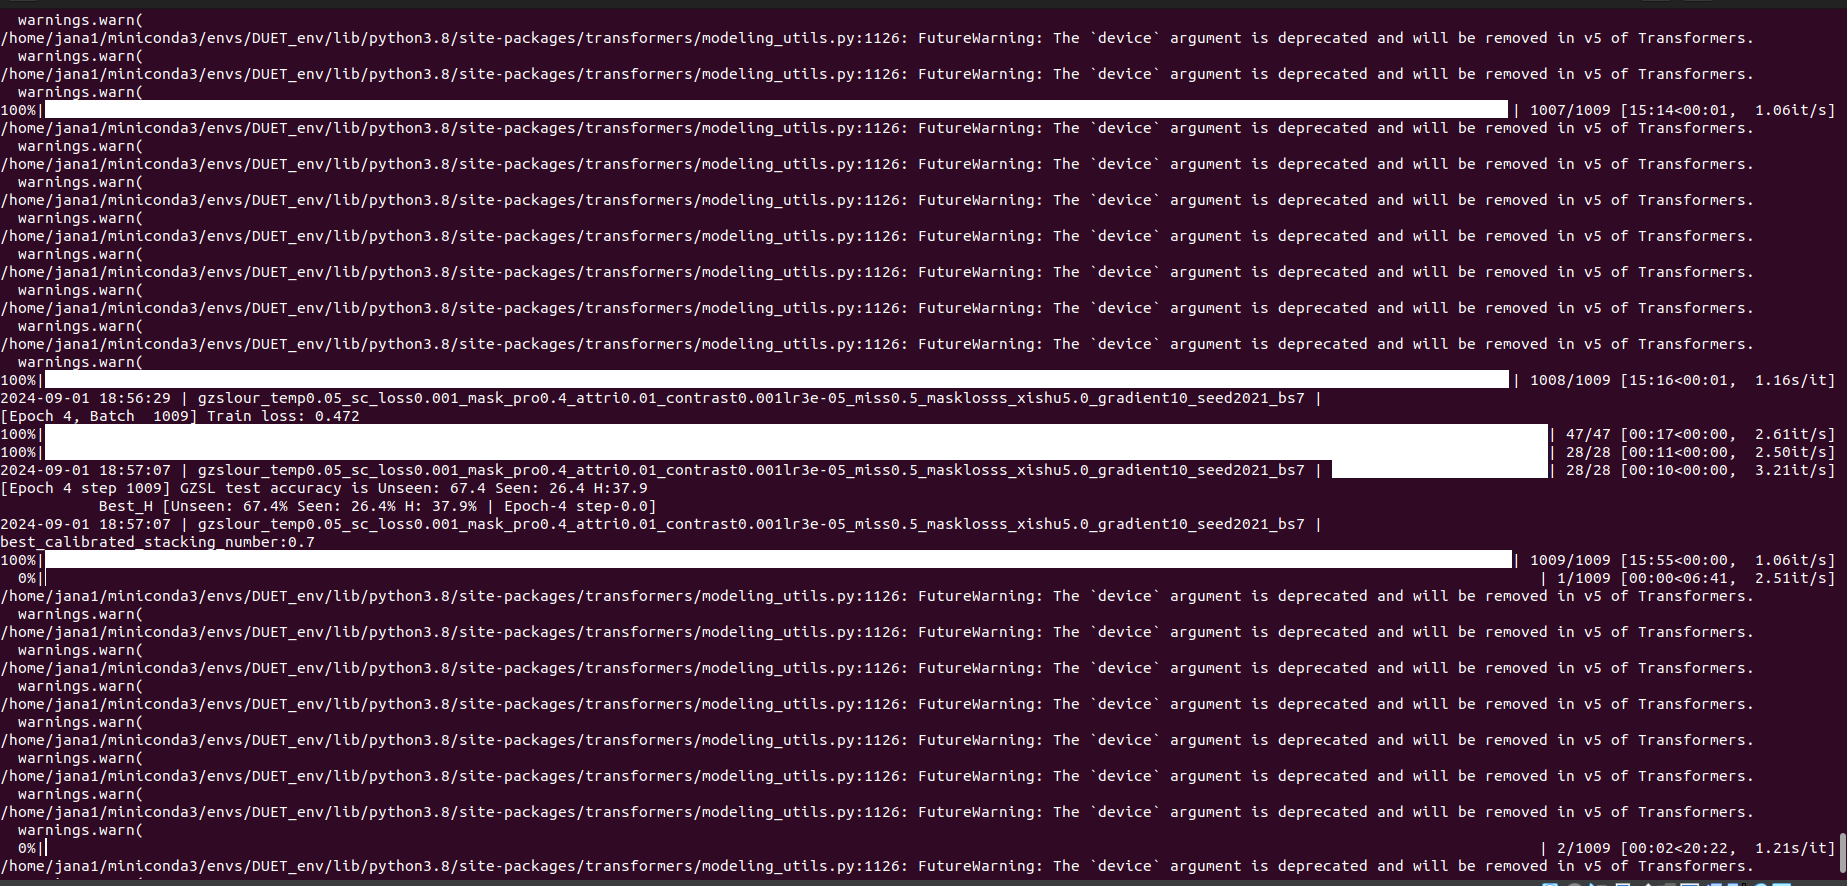 warnings.warn(
/home/jana1/miniconda3/envs/DUET_env/lib/python3.8/site-packages/transformers/modeling_utils.py:1126: FutureWarning: The `device` argument is deprecated and will be removed in v5 of Transformers.
warnings.warn(
/home/jana1/miniconda3/envs/DUET_env/lib/python3.8/site-packages/transformers/modeling_utils.py:1126: FutureWarning: The `device` argument is deprecated and will be removed in v5 of Transformers.
warnings.warn(
100%| | 1007/1009 [15:14<00:01, 1.06it/s]
/home/jana1/miniconda3/envs/DUET_env/lib/python3.8/site-packages/transformers/modeling_utils.py:1126: FutureWarning: The `device` argument is deprecated and will be removed in v5 of Transformers.
warnings.warn(
/home/jana1/miniconda3/envs/DUET_env/lib/python3.8/site-packages/transformers/modeling_utils.py:1126: FutureWarning: The `device` argument is deprecated and will be removed in v5 of Transformers.
warnings.warn(
/home/jana1/miniconda3/envs/DUET_env/lib/python3.8/site-packages/transformers/modeling_utils.py:1126: FutureWarning: The `device` argument is deprecated and will be removed in v5 of Transformers.
warnings.warn(
/home/jana1/miniconda3/envs/DUET_env/lib/python3.8/site-packages/transformers/modeling_utils.py:1126: FutureWarning: The `device` argument is deprecated and will be removed in v5 of Transformers.
warnings.warn(
/home/jana1/miniconda3/envs/DUET_env/lib/python3.8/site-packages/transformers/modeling_utils.py:1126: FutureWarning: The `device` argument is deprecated and will be removed in v5 of Transformers.
warnings.warn(
/home/jana1/miniconda3/envs/DUET_env/lib/python3.8/site-packages/transformers/modeling_utils.py:1126: FutureWarning: The `device` argument is deprecated and will be removed in v5 of Transformers.
warnings.warn(
/home/jana1/miniconda3/envs/DUET_env/lib/python3.8/site-packages/transformers/modeling_utils.py:1126: FutureWarning: The `device` argument is deprecated and will be removed in v5 of Transformers.
warnings.warn(
100%| | 1008/1009 [15:16<00:01, 1.16s/it]
2024-09-01 18:56:29 | gzslour_temp0.05_sc_loss0.001_mask_pro0.4_attri0.01_contrast0.001lr3e-05_miss0.5_masklosss_xishu5.0_gradient10_seed2021_bs7 |
[Epoch 4, Batch  1009] Train loss: 0.472
100%| | 47/47 [00:17<00:00, 2.61it/s]
100%| | 28/28 [00:11<00:00, 2.50it/s]
2024-09-01 18:57:07 | gzslour_temp0.05_sc_loss0.001_mask_pro0.4_attri0.01_contrast0.001lr3e-05_miss0.5_masklosss_xishu5.0_gradient10_seed2021_bs7 | | 28/28 [00:10<00:00, 3.21it/s]
[Epoch 4 step 1009] GZSL test accuracy is Unseen: 67.4 Seen: 26.4 H:37.9
Best_H [Unseen: 67.4% Seen: 26.4% H: 37.9% | Epoch-4 step-0.0]
2024-09-01 18:57:07 | gzslour_temp0.05_sc_loss0.001_mask_pro0.4_attri0.01_contrast0.001lr3e-05_miss0.5_masklosss_xishu5.0_gradient10_seed2021_bs7 |
best_calibrated_stacking_number:0.7
100%| | 1009/1009 [15:55<00:00, 1.06it/s]
0%| | 1/1009 [00:00<06:41, 2.51it/s]
/home/jana1/miniconda3/envs/DUET_env/lib/python3.8/site-packages/transformers/modeling_utils.py:1126: FutureWarning: The `device` argument is deprecated and will be removed in v5 of Transformers.
warnings.warn(
/home/jana1/miniconda3/envs/DUET_env/lib/python3.8/site-packages/transformers/modeling_utils.py:1126: FutureWarning: The `device` argument is deprecated and will be removed in v5 of Transformers.
warnings.warn(
/home/jana1/miniconda3/envs/DUET_env/lib/python3.8/site-packages/transformers/modeling_utils.py:1126: FutureWarning: The `device` argument is deprecated and will be removed in v5 of Transformers.
warnings.warn(
/home/jana1/miniconda3/envs/DUET_env/lib/python3.8/site-packages/transformers/modeling_utils.py:1126: FutureWarning: The `device` argument is deprecated and will be removed in v5 of Transformers.
warnings.warn(
/home/jana1/miniconda3/envs/DUET_env/lib/python3.8/site-packages/transformers/modeling_utils.py:1126: FutureWarning: The `device` argument is deprecated and will be removed in v5 of Transformers.
warnings.warn(
/home/jana1/miniconda3/envs/DUET_env/lib/python3.8/site-packages/transformers/modeling_utils.py:1126: FutureWarning: The `device` argument is deprecated and will be removed in v5 of Transformers.
warnings.warn(
/home/jana1/miniconda3/envs/DUET_env/lib/python3.8/site-packages/transformers/modeling_utils.py:1126: FutureWarning: The `device` argument is deprecated and will be removed in v5 of Transformers.
warnings.warn(
0%| | 2/1009 [00:02<20:22, 1.21s/it]
/home/jana1/miniconda3/envs/DUET_env/lib/python3.8/site-packages/transformers/modeling_utils.py:1126: FutureWarning: The `device` argument is deprecated and will be removed in v5 of Transformers.